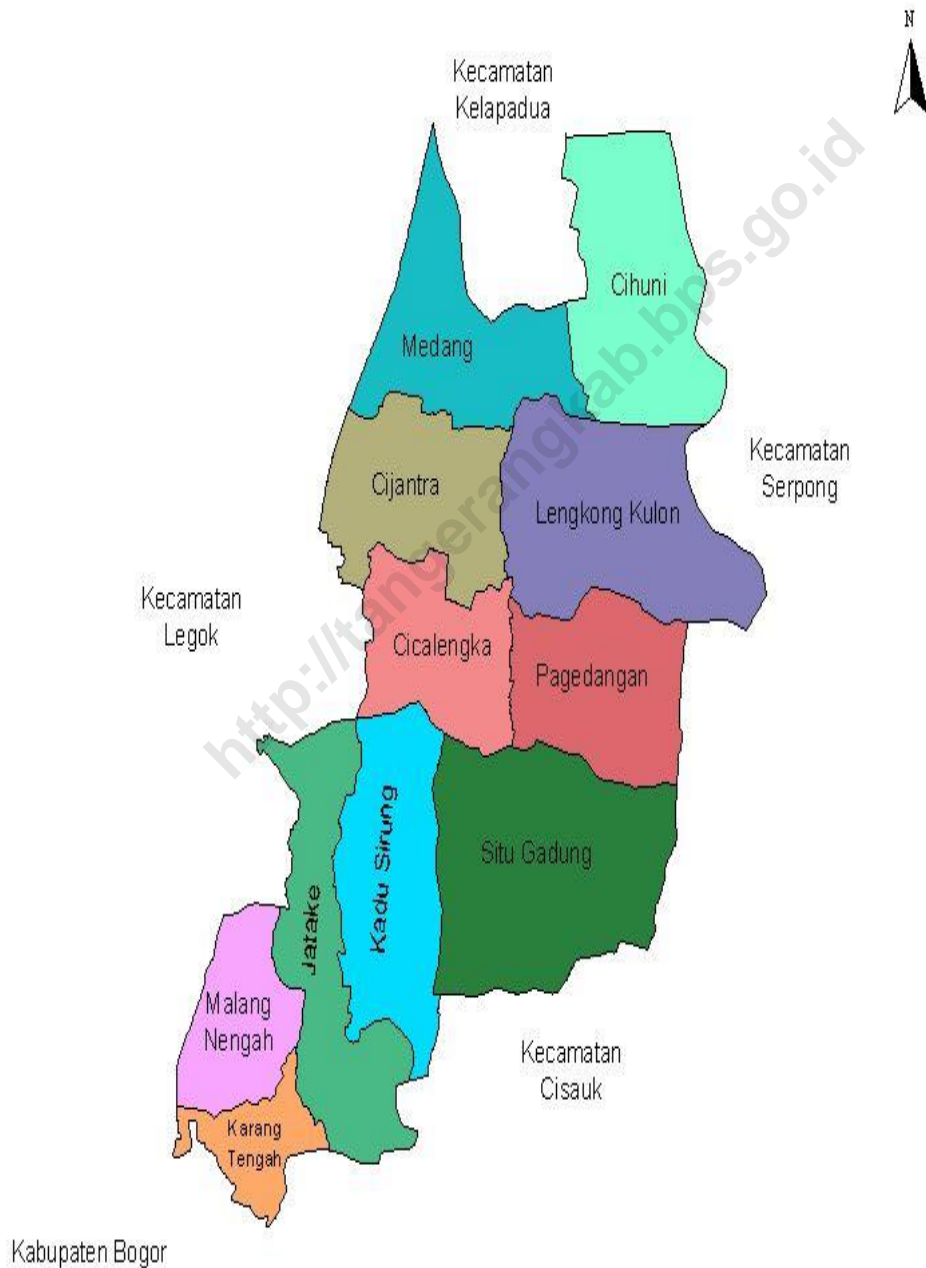 N
Kecamatan
Kelapadua
Cihuni
Medang
Kecamatan
Serpong
Cijantra
Lengkong Kulon
Kecamatan
Legok
Cicalengka
Pagedangan
Kadu Sirung
Situ Gadung
Jatake
Malang
Nengah
Kecamatan
Cisauk
Karang
Tengah
Kabupaten Bogor
http://tangerangkab.bps.go.id